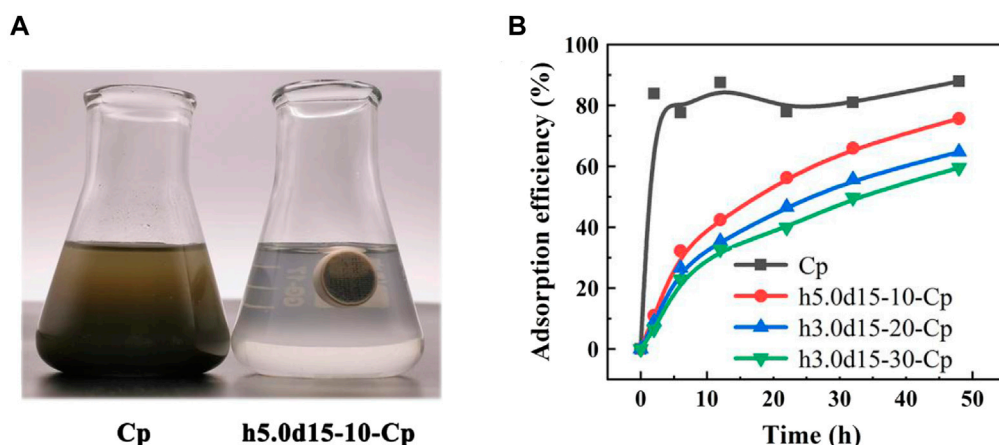 A
Cp
h5.0d15-10-Cp
B
Adsorption efficiency (%)
100
80
60
40
20
0
Cp
h5.0d15-10-Cp
h3.0d15-20-Cp
h3.0d15-30-Cp
0
10
20
30
40
50
Time (h)